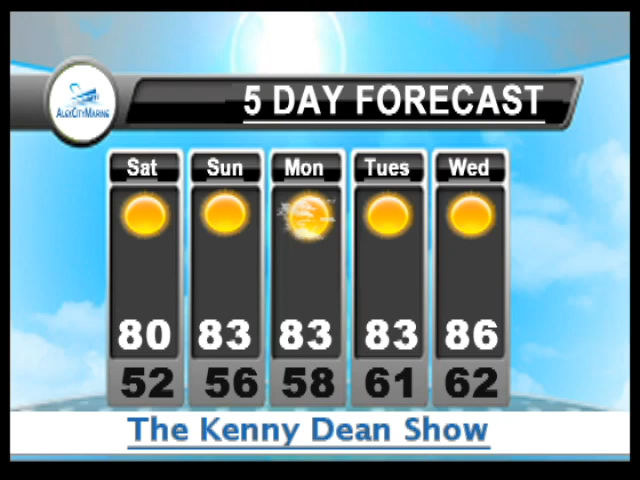 5 DAY FORECAST
AlexCityMarine
Sat Sun Mon Tues Wed
80 83 83 83 86
52 56 58 61 62
The Kenny Dean Show